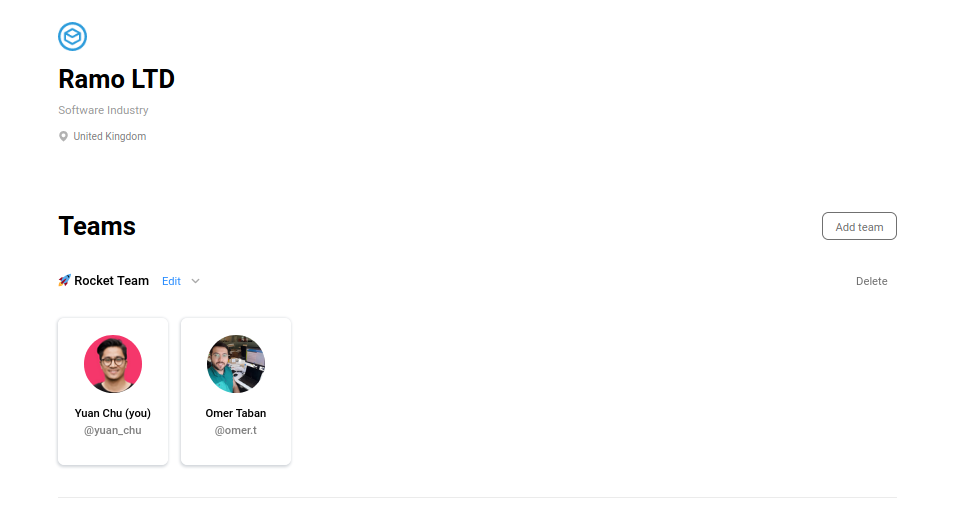 Ramo LTD
Software Industry
United Kingdom
Teams
Add team
🚀 Rocket Team Edit
Delete
Yuan Chu (you)
@yuan_chu
Omer Taban
@omer.t